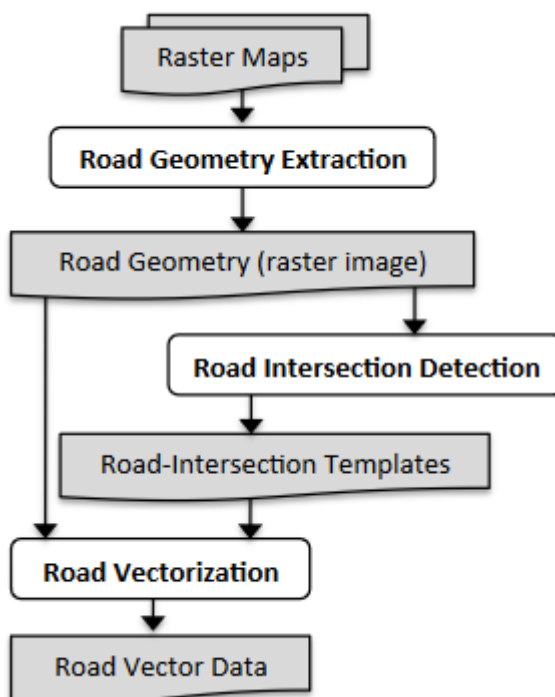 Raster Maps
Road Geometry Extraction
Road Geometry (raster image)
Road Intersection Detection
Road-Intersection Templates
Road Vectorization
Road Vector Data